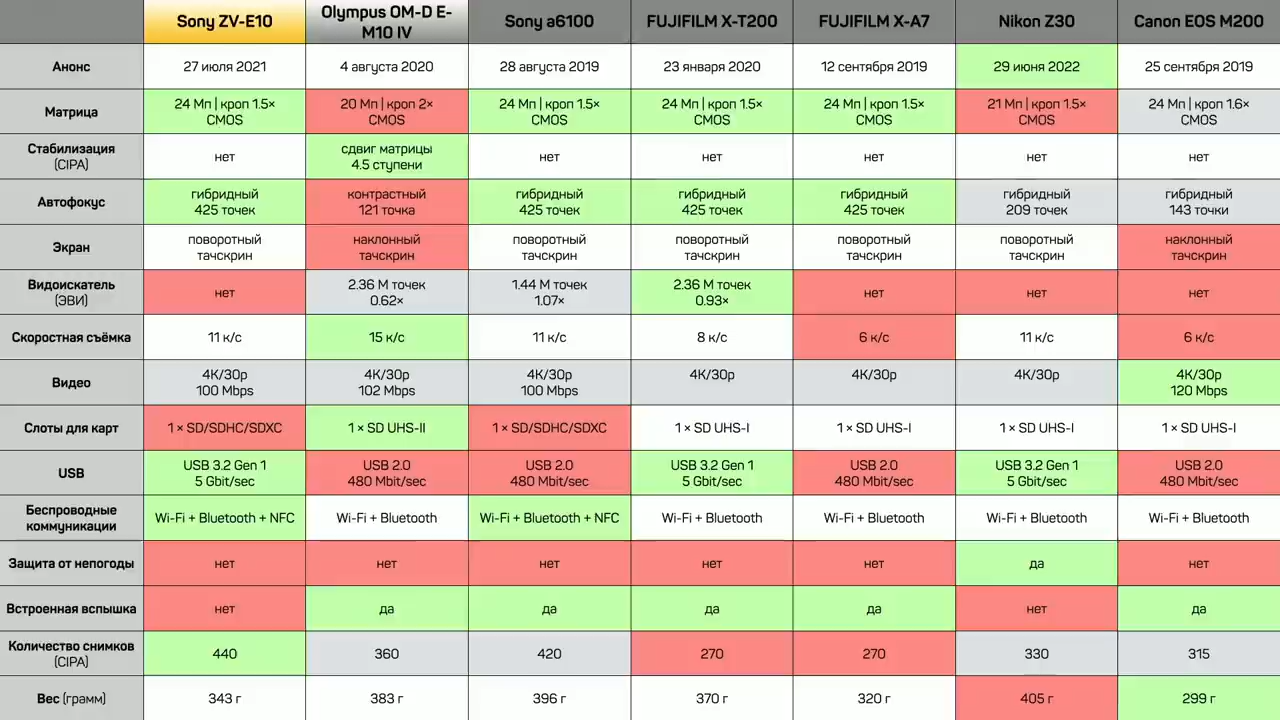 Sony ZV-E10
Olympus OM-D E-
M10 IV
Sony a6100
FUJIFILM X-T200
FUJIFILM X-A7
Nikon Z30
Canon EOS M200
Анонс
27 июля 2021
4 августа 2020
28 августа 2019
23 января 2020
12 сентября 2019
29 июня 2022
25 сентября 2019
Матрица
24 Мп | кроп 1.5×
CMOS
20 Мп | кроп 2×
CMOS
24 Мп | кроп 1.5×
CMOS
24 Мп | кроп 1.5×
CMOS
24 Мп | кроп 1.5×
CMOS
21 Мп | кроп 1.5×
CMOS
24 Мп | кроп 1.6×
CMOS
Стабилизация
(CIPA)
нет
сдвиг матрицы
4.5 ступени
нет
нет
нет
нет
нет
Автофокус
гибридный
425 точек
контрастный
121 точка
гибридный
425 точек
гибридный
425 точек
гибридный
425 точек
гибридный
209 точек
гибридный
143 точки
Экран
поворотный
тачскрин
наклонный
тачскрин
поворотный
тачскрин
поворотный
тачскрин
поворотный
тачскрин
поворотный
тачскрин
наклонный
тачскрин
Видоискатель
(ЭВИ)
нет
2.36 М точек
0.62×
1.44 М точек
1.07×
2.36 М точек
0.93×
нет
нет
нет
Скоростная съёмка
11 к/с
15 к/с
11 к/с
8 к/с
6 к/с
11 к/с
6 к/с
Видео
4К/30р
100 Mbps
4К/30р
102 Mbps
4К/30р
100 Mbps
4К/30р
4К/30р
4К/30р
4К/30р
120 Mbps
Слоты для карт
1 × SD/SDHC/SDXC
1 × SD UHS-II
1 × SD/SDHC/SDXC
1 × SD UHS-I
1 × SD UHS-I
1 × SD UHS-I
1 × SD UHS-I
USB
USB 3.2 Gen 1
5 Gbit/sec
USB 2.0
480 Mbit/sec
USB 2.0
480 Mbit/sec
USB 3.2 Gen 1
5 Gbit/sec
USB 2.0
480 Mbit/sec
USB 3.2 Gen 1
5 Gbit/sec
USB 2.0
480 Mbit/sec
Беспроводные
коммуникации
Wi-Fi + Bluetooth + NFC
Wi-Fi + Bluetooth
Wi-Fi + Bluetooth + NFC
Wi-Fi + Bluetooth
Wi-Fi + Bluetooth
Wi-Fi + Bluetooth
Wi-Fi + Bluetooth
Защита от непогоды
нет
нет
нет
нет
нет
да
нет
Встроенная вспышка
нет
да
да
да
да
нет
да
Количество снимков
(CIPA)
440
360
420
270
270
330
315
Вес (грамм)
343 г
383 г
396 г
370 г
320 г
405 г
299 г